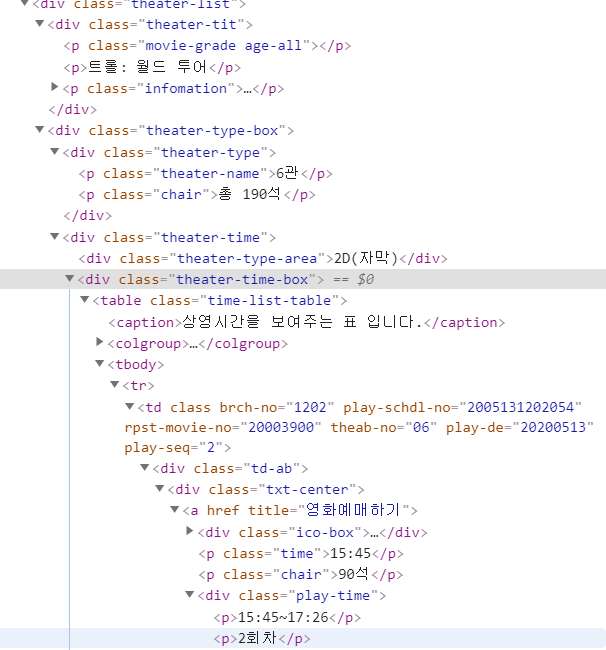 <div class="theater-list">
<div class="theater-tit">
<p class="movie-grade age-all"></p>
<p>트롤: 월드 투어</p>
<p class="infomation">…</p>
</div>
<div class="theater-type-box">
<div class="theater-type">
<p class="theater-name">6관</p>
<p class="chair">총 190석</p>
</div>
<div class="theater-time">
<div class="theater-type-area">2D(자막)</div>
<div class="theater-time-box"> == $0
<table class="time-list-table">
<caption>상영시간을 보여주는 표 입니다.</caption>
<colgroup>…</colgroup>
<tbody>
<tr>
<td class brch-no="1202" play-schdl-no="2005131202054"
rpst-movie-no="20003900" theab-no="06" play-de="20200513"
play-seq="2">
<div class="td-ab">
<div class="txt-center">
<a href title="영화예매하기">
<div class="ico-box">…</div>
<p class="time">15:45</p>
<p class="chair">90석</p>
<div class="play-time">
<p>15:45~17:26</p>
<p>2회차</p>